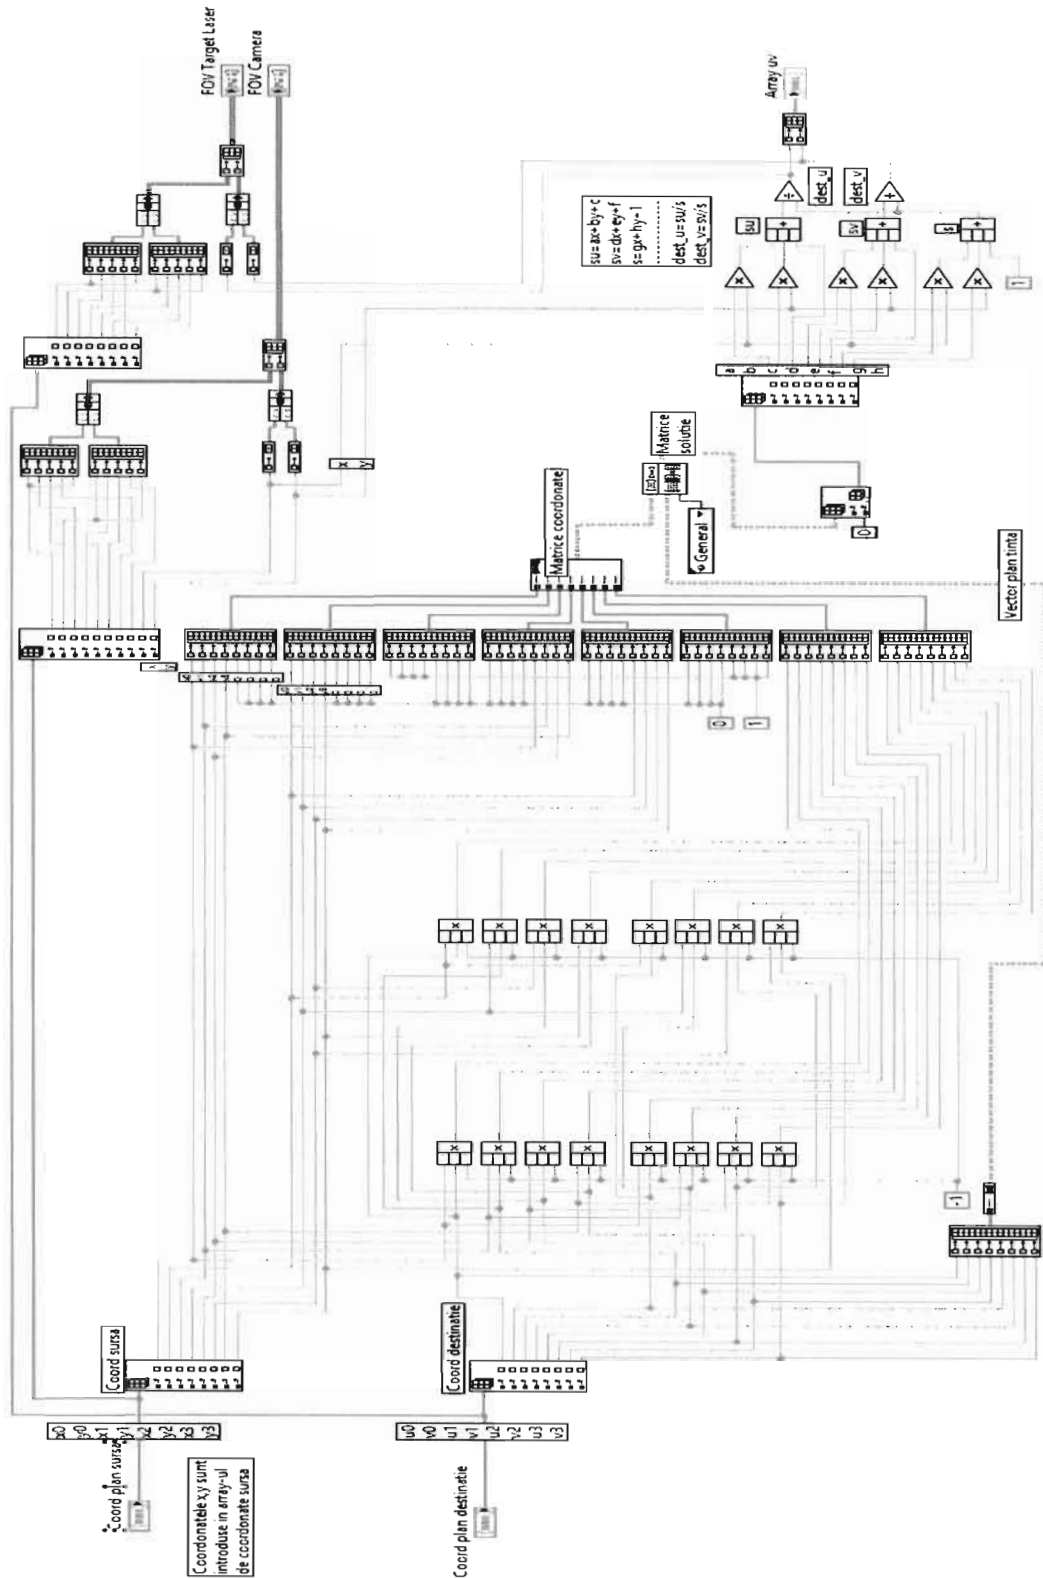 Coord plan sursa
x0
y0
x1
y1
x2
y2
x3
y3
Coordonatele x,y sunt
introduse in array-ul
de coordonate sursa
Coord sursa
Coord plan destinatie
u0
v0
u1
v1
u2
v2
u3
v3
Coord destinatie
-1
0
1
Matrice coordonate
General
Matrice
solutie
Vector plan tinta
x
y
FOV Target Laser
FOV Camera
0
a
b
c
d
e
f
g
h
1
su=ax+by+c
sv=dx+ey+f
s=gx+hy-1
dest_u=su/s
dest_v=sv/s
su
sv
s
dest_u
dest_v
Array uv